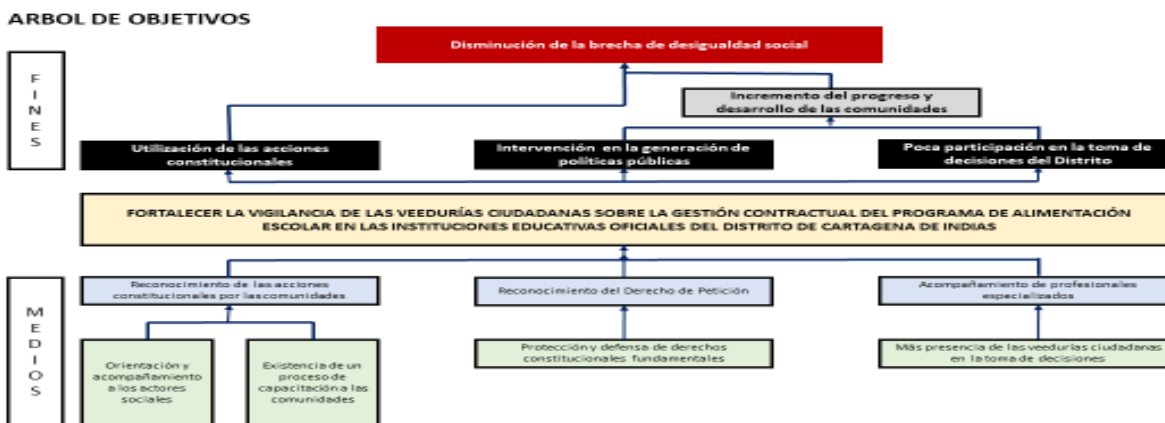 ARBOL DE OBJETIVOS
Disminución de la brecha de desigualdad social
FINES
Incremento del progreso y
desarrollo de las comunidades
Utilización de las acciones
constitucionales
Intervención en la generación de
políticas públicas
Poca participación en la toma de
decisiones del Distrito
FORTALECER LA VIGILANCIA DE LAS VEEDURÍAS CIUDADANAS SOBRE LA GESTIÓN CONTRACTUAL DEL PROGRAMA DE ALIMENTACIÓN
ESCOLAR EN LAS INSTITUCIONES EDUCATIVAS OFICIALES DEL DISTRITO DE CARTAGENA DE INDIAS
MEDIOS
Reconocimiento de las acciones
constitucionales por las comunidades
Reconocimiento del Derecho de Petición
Acompañamiento de profesionales
especializados
Orientación y
acompañamiento
a los actores
sociales
Existencia de un
proceso de
capacitación a las
comunidades
Protección y defensa de derechos
constitucionales fundamentales
Más presencia de las veedurías ciudadanas
en la toma de decisiones